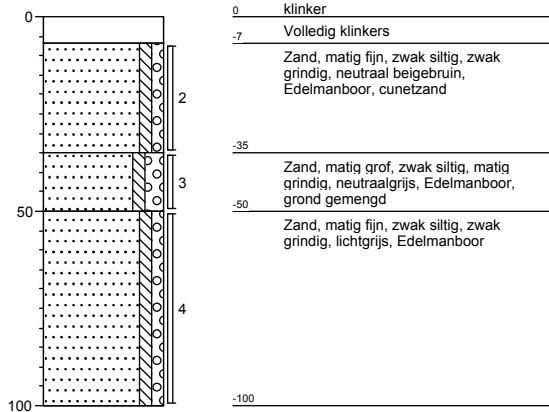 0
50
100
2
3
4
0
klinker
Volledig klinkers
-7
Zand, matig fijn, zwak siltig, zwak
grindig, neutraal beigebruin,
Edelmanboor, cunetzand
-35
Zand, matig grof, zwak siltig, matig
grindig, neutraalgrijs, Edelmanboor,
grond gemengd
-50
Zand, matig fijn, zwak siltig, zwak
grindig, lichtgrijs, Edelmanboor
-100